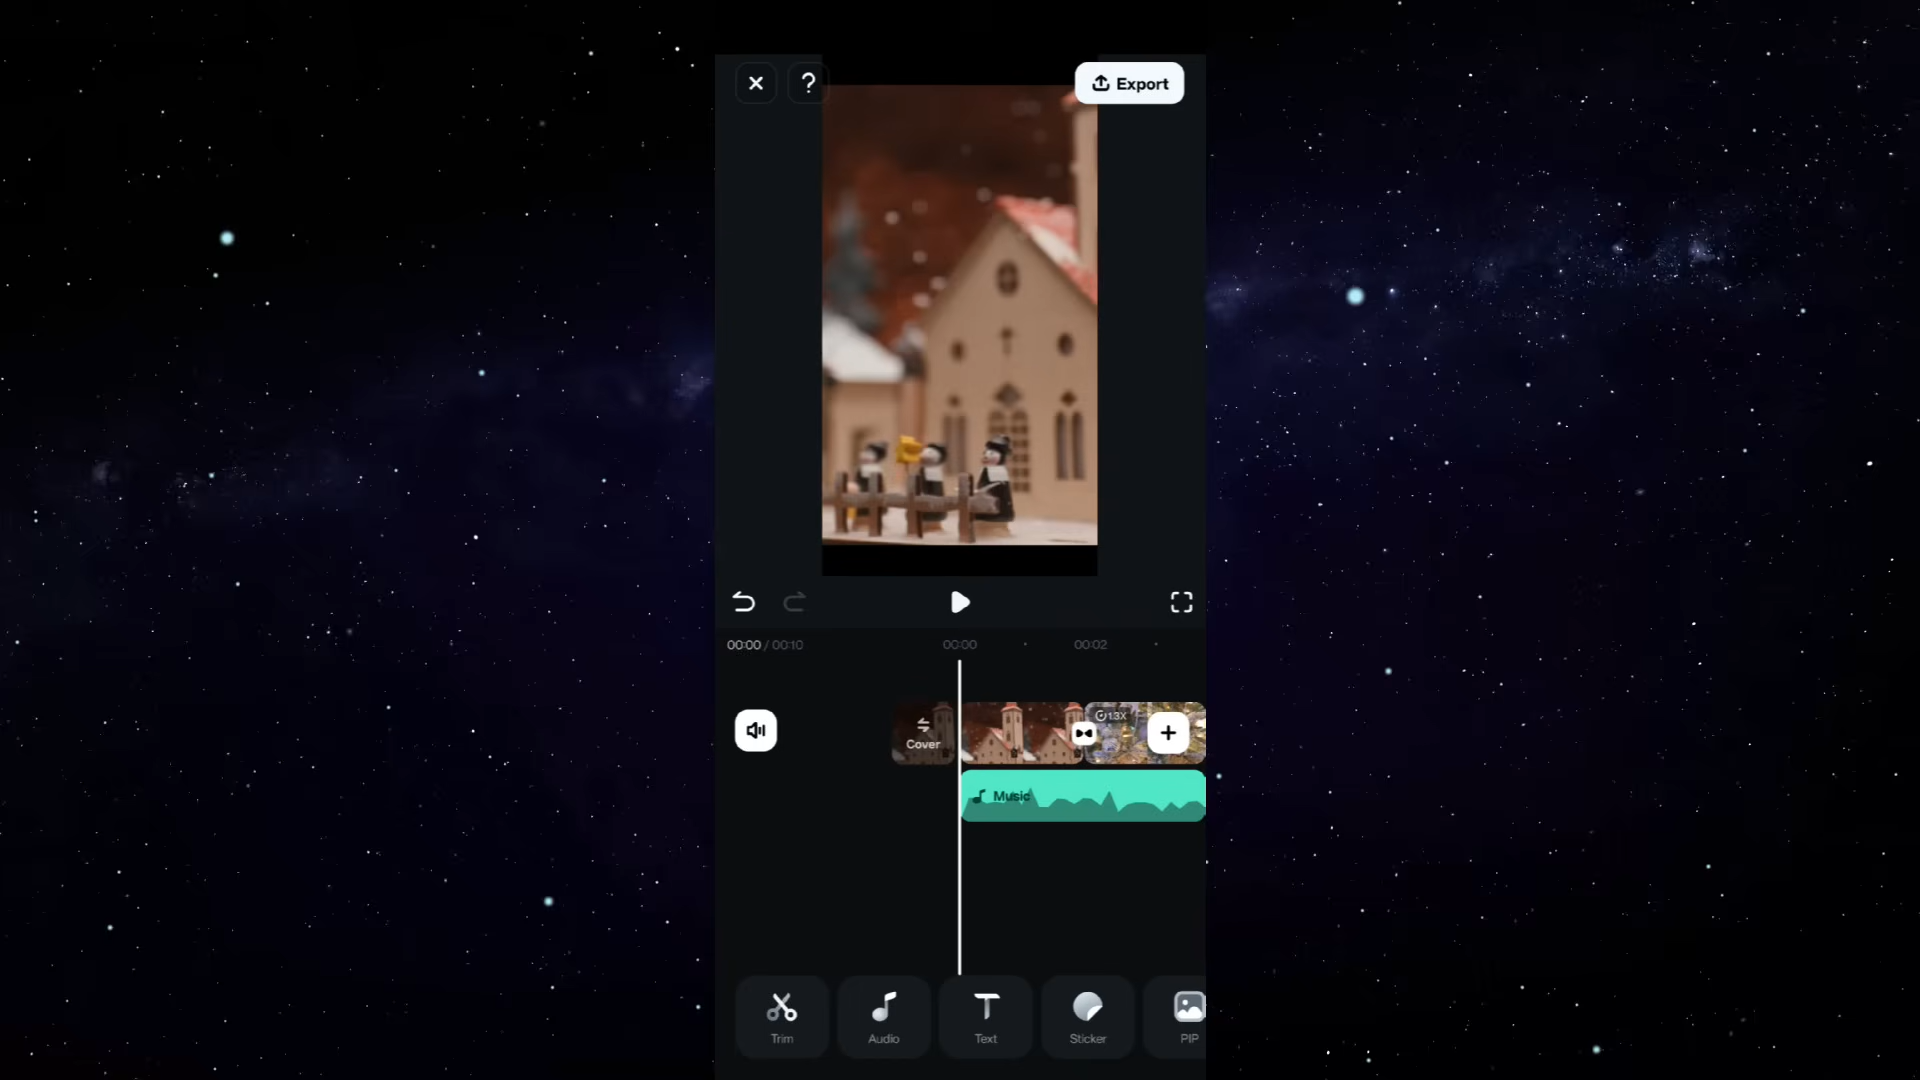 Export
00:00 / 00:10
00:00
00:02
Cover
1.3X
Music
Trim
Audio
Text
Sticker
PIP